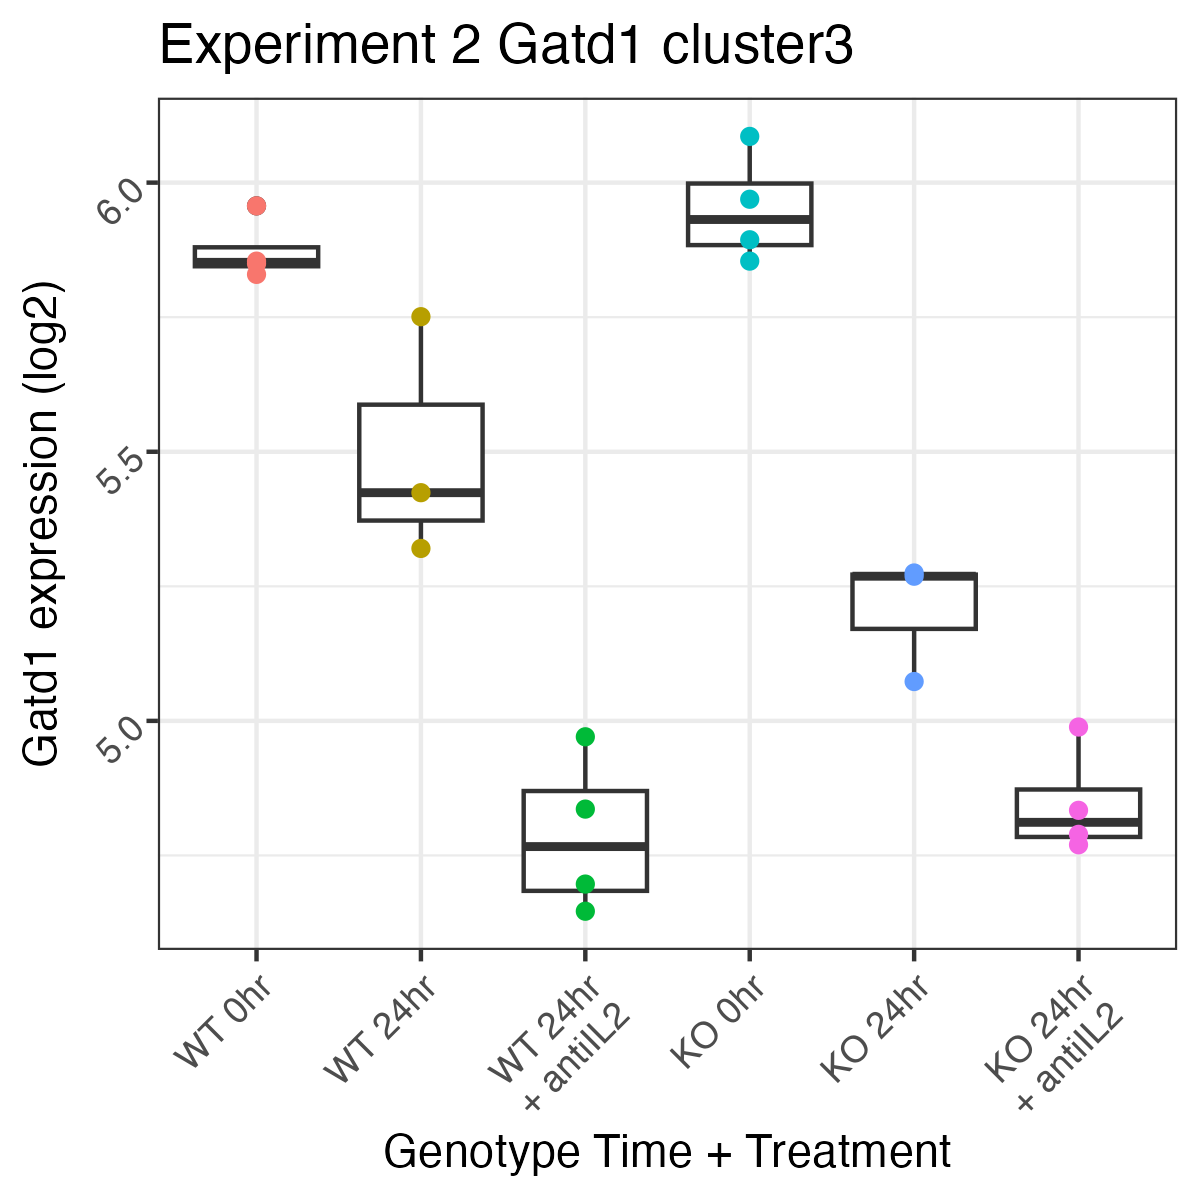 Experiment 2 Gatd1 cluster3
Gatd1 expression (log2)
6.0
5.5
5.0
WT 0hr
WT 24hr
WT 24hr
+ antiIL2
KO 0hr
KO 24hr
KO 24hr
+ antiIL2
Genotype Time + Treatment